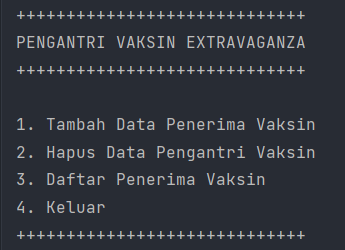 +++++++++++++++++++++++++++++
PENGANTRI VAKSIN EXTRAVAGANZA
+++++++++++++++++++++++++++++
1. Tambah Data Penerima Vaksin
2. Hapus Data Pengantri Vaksin
3. Daftar Penerima Vaksin
4. Keluar
+++++++++++++++++++++++++++++